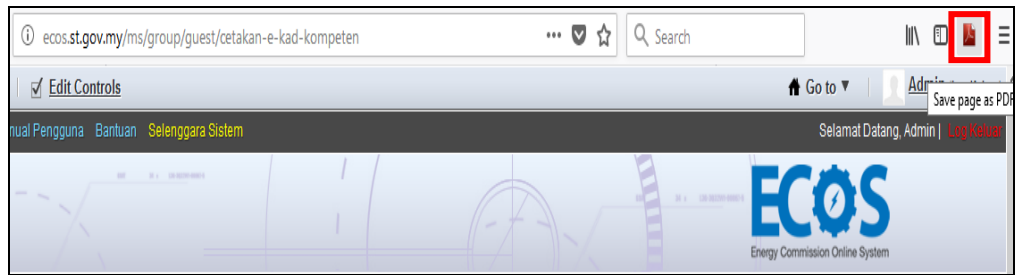 ecos.st.gov.my/ms/group/guest/cetakan-e-kad-kompeten
Search
Edit Controls
Go to
Save page as PDF
nual Pengguna Bantuan Selenggara Sistem
Selamat Datang, Admin | Log Keluar
ECOS
Energy Commission Online System